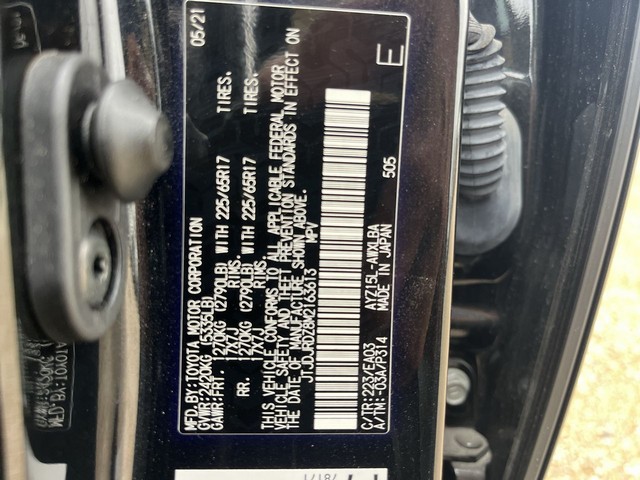 MFD.BY:TOYOTA MOTOR CORPORATION 05/21
GVWR:2420KG (5335LB)
GAWR:FRT. 1270KG (2790LB) WITH 225/65R17 TIRES.
17X7J RIMS.
RR. 1270KG (2790LB) WITH 225/65R17 TIRES.
17X7J RIMS.
THIS VEHICLE CONFORMS TO ALL APPLICABLE FEDERAL MOTOR
VEHICLE SAFETY AND THEFT PREVENTION STANDARDS IN EFFECT ON
THE DATE OF MANUFACTURE SHOWN ABOVE.
JTJDJRDZ8M2163613 MPV
E
505
C/TR:223/EA03 AYZ15L-AWXLBA
A/TM:-03A/P314 MADE IN JAPAN